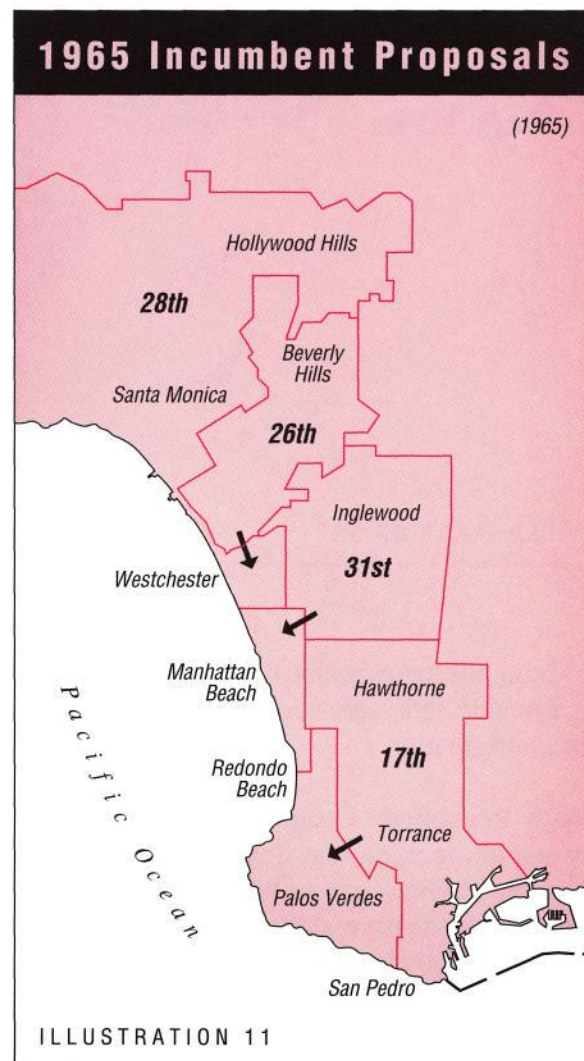 1965 Incumbent Proposals
(1965)
Hollywood Hills
28th
Beverly
Hills
Santa Monica
26th
Inglewood
31st
Westchester
Manhattan
Beach
Hawthorne
17th
Redondo
Beach
Torrance
Palos Verdes
Pacific Ocean
San Pedro
ILLUSTRATION 11